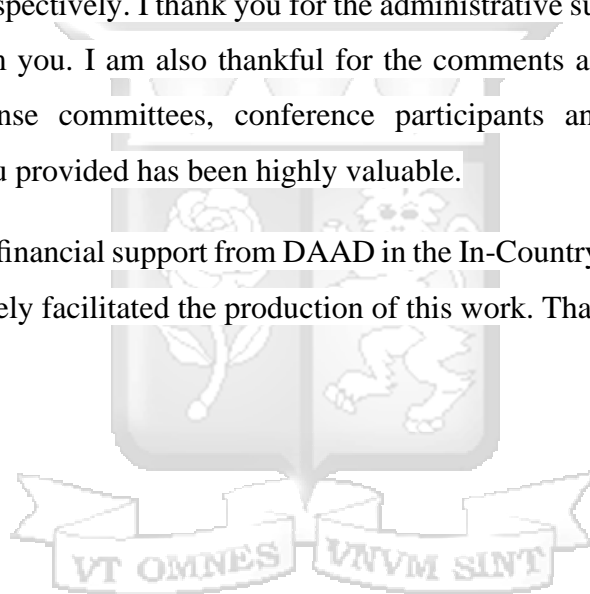 spectively. I thank you for the administrative su
n you. I am also thankful for the comments a
nse committees, conference participants an
u provided has been highly valuable.
financial support from DAAD in the In-Country
ely facilitated the production of this work. Tha
VT OMNES VNVM SINT